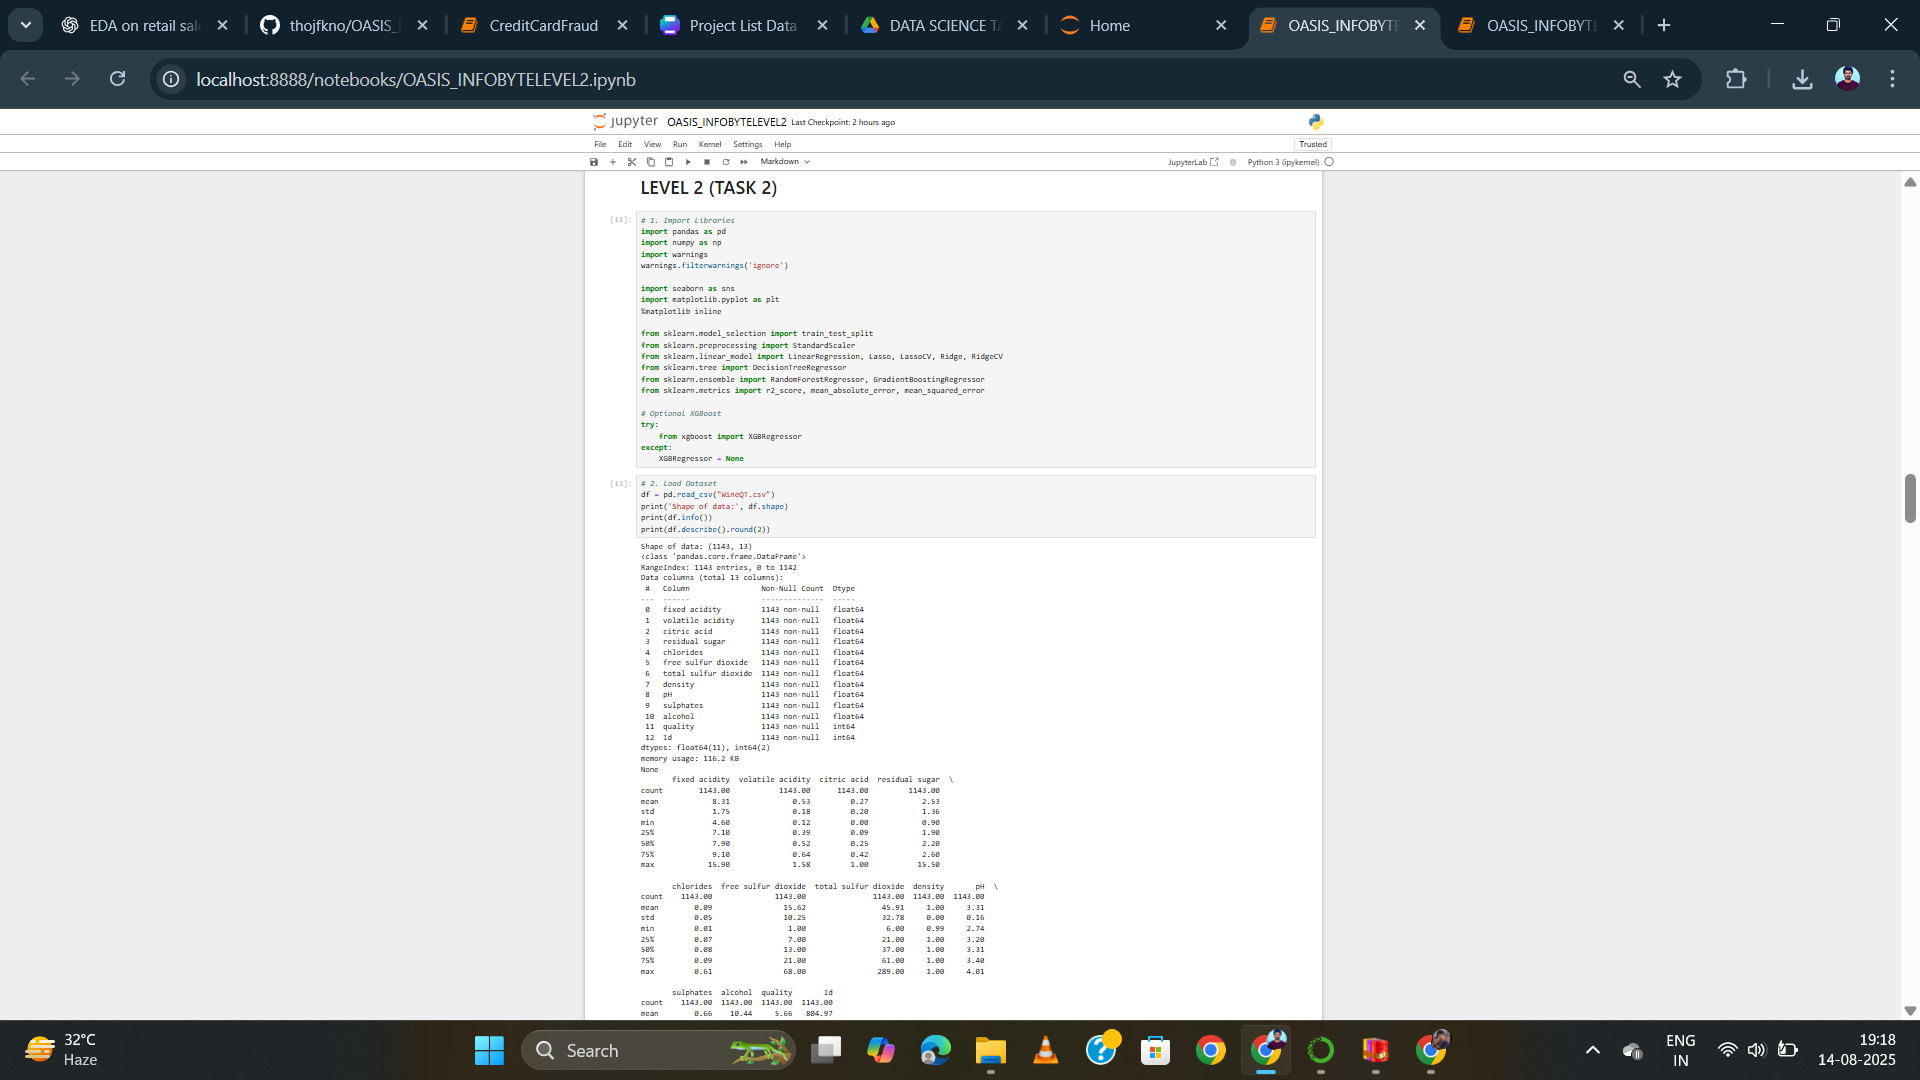 EDA on retail sal
thojfkno/OASIS_I
CreditCardFraud
Project List Data
DATA SCIENCE TA
Home
OASIS_INFOBYTE
OASIS_INFOBYTE
localhost:8888/notebooks/OASIS_INFOBYTELEVEL2.ipynb
jupyter OASIS_INFOBYTELEVEL2 Last Checkpoint: 2 hours ago
File Edit View Run Kernel Settings Help Trusted
Markdown JupyterLab Python 3 (ipykernel)
LEVEL 2 (TASK 2)
[11]: # 1. Import Libraries
import pandas as pd
import numpy as np
import warnings
warnings.filterwarnings('ignore')
import seaborn as sns
import matplotlib.pyplot as plt
%matplotlib inline
from sklearn.model_selection import train_test_split
from sklearn.preprocessing import StandardScaler
from sklearn.linear_model import LinearRegression, Lasso, LassoCV, Ridge, RidgeCV
from sklearn.tree import DecisionTreeRegressor
from sklearn.ensemble import RandomForestRegressor, GradientBoostingRegressor
from sklearn.metrics import r2_score, mean_absolute_error, mean_squared_error
# Optional XGBoost
try:
from xgboost import XGBRegressor
except:
XGBRegressor = None
[13]: # 2. Load Dataset
df = pd.read_csv("WineQT.csv")
print('Shape of data:', df.shape)
print(df.info())
print(df.describe().round(2))
Shape of data: (1143, 13)
<class 'pandas.core.frame.DataFrame'>
RangeIndex: 1143 entries, 0 to 1142
Data columns (total 13 columns):
# Column Non-Null Count Dtype
--- ------ -------------- -----
0 fixed acidity 1143 non-null float64
1 volatile acidity 1143 non-null float64
2 citric acid 1143 non-null float64
3 residual sugar 1143 non-null float64
4 chlorides 1143 non-null float64
5 free sulfur dioxide 1143 non-null float64
6 total sulfur dioxide 1143 non-null float64
7 density 1143 non-null float64
8 pH 1143 non-null float64
9 sulphates 1143 non-null float64
10 alcohol 1143 non-null float64
11 quality 1143 non-null int64
12 Id 1143 non-null int64
dtypes: float64(11), int64(2)
memory usage: 116.2 KB
None
fixed acidity volatile acidity citric acid residual sugar \
count 1143.00 1143.00 1143.00 1143.00
mean 8.31 0.53 0.27 2.53
std 1.75 0.18 0.20 1.36
min 4.60 0.12 0.00 0.90
25% 7.10 0.39 0.09 1.90
50% 7.90 0.52 0.25 2.20
75% 9.10 0.64 0.42 2.60
max 15.90 1.58 1.00 15.50
chlorides free sulfur dioxide total sulfur dioxide density pH \
count 1143.00 1143.00 1143.00 1143.00 1143.00
mean 0.09 15.62 45.91 1.00 3.31
std 0.05 10.25 32.78 0.00 0.16
min 0.01 1.00 6.00 0.99 2.74
25% 0.07 7.00 21.00 1.00 3.20
50% 0.08 13.00 37.00 1.00 3.31
75% 0.09 21.00 61.00 1.00 3.40
max 0.61 68.00 289.00 1.00 4.01
sulphates alcohol quality Id
count 1143.00 1143.00 1143.00 1143.00
mean 0.66 10.44 5.66 804.97
32°C
Haze
Search
ENG
IN
19:18
14-08-2025